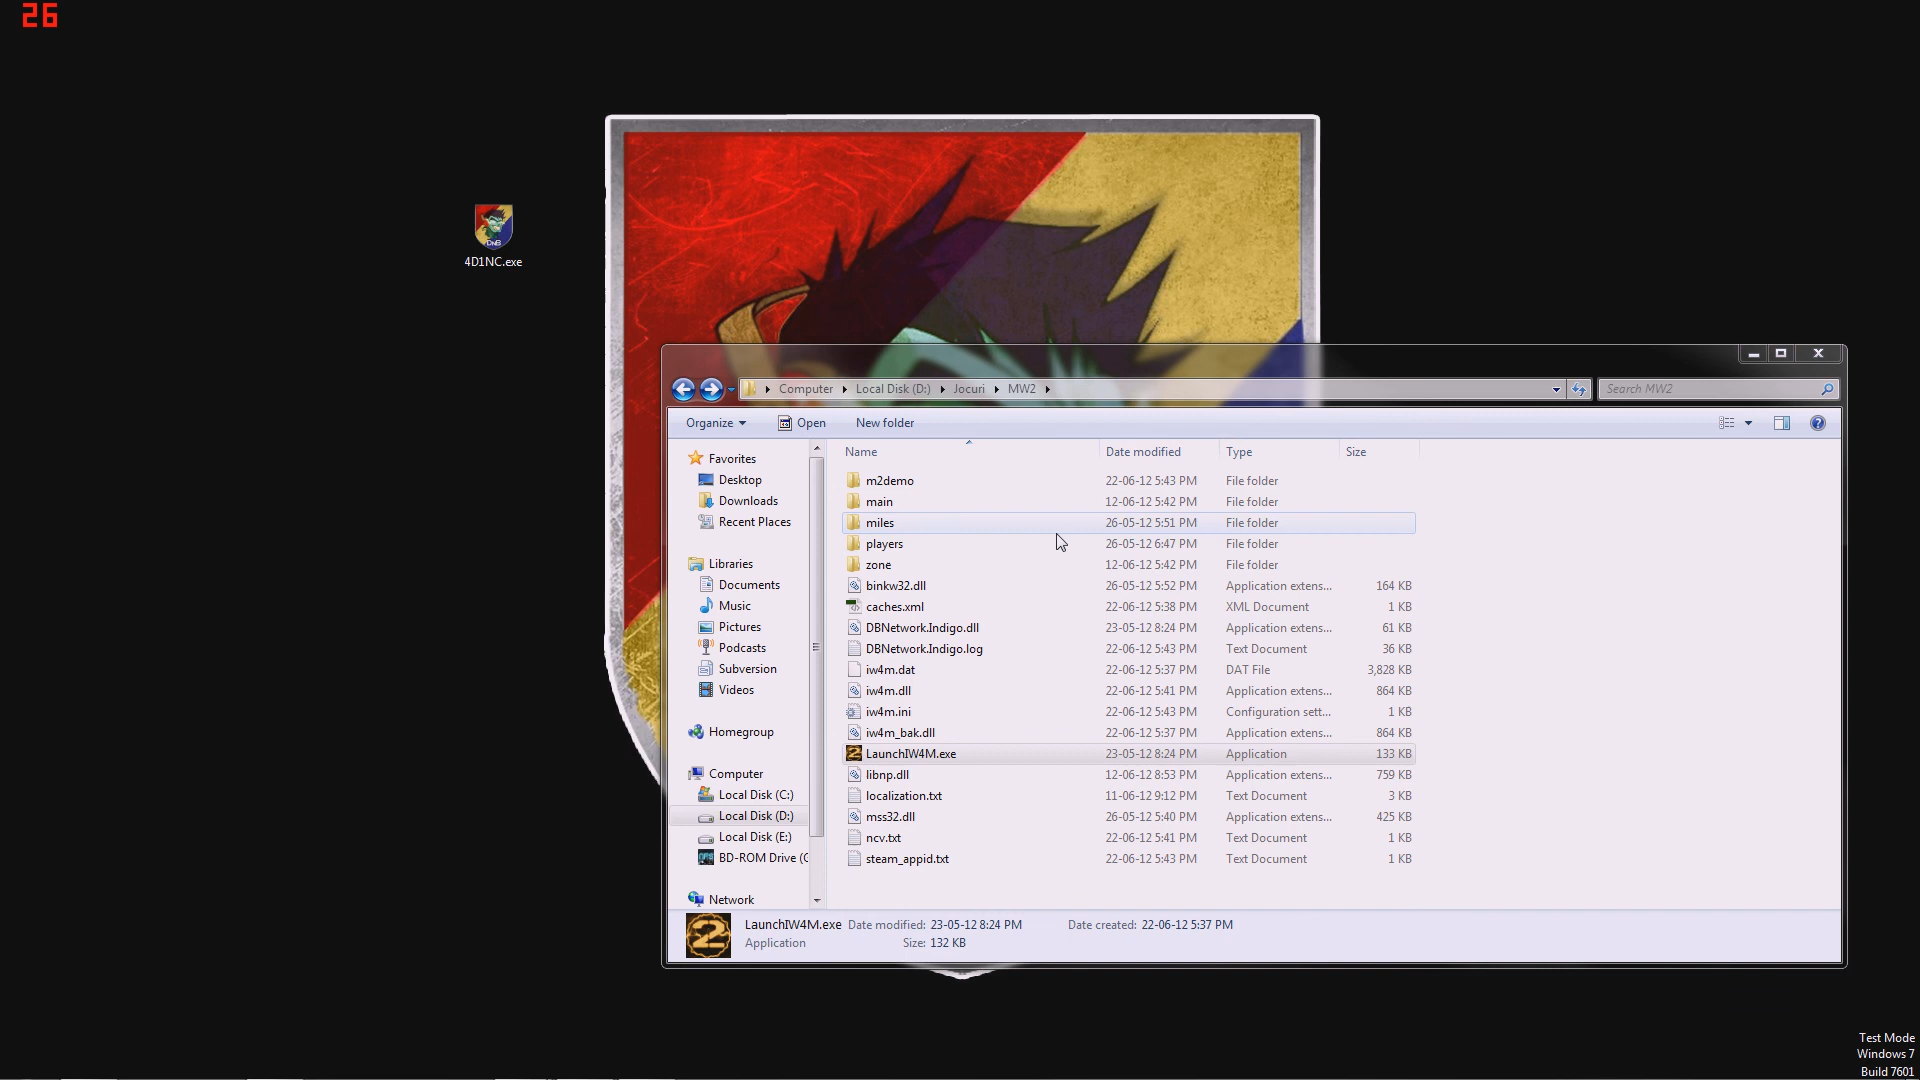 26
4D1NC.exe
DnB
Computer Local Disk (D:) Jocuri MW2
Search MW2
Organize Open New folder
Name Date modified Type Size
Favorites
Desktop
Downloads
Recent Places
Libraries
Documents
Music
Pictures
Podcasts
Subversion
Videos
Homegroup
Computer
Local Disk (C:)
Local Disk (D:)
Local Disk (E:)
BD-ROM Drive (G
Network
m2demo 22-06-12 5:43 PM File folder
main 12-06-12 5:42 PM File folder
miles 26-05-12 5:51 PM File folder
players 26-05-12 6:47 PM File folder
zone 12-06-12 5:42 PM File folder
binkw32.dll 26-05-12 5:52 PM Application extens... 164 KB
caches.xml 22-06-12 5:38 PM XML Document 1 KB
DBNetwork.Indigo.dll 23-05-12 8:24 PM Application extens... 61 KB
DBNetwork.Indigo.log 22-06-12 5:43 PM Text Document 36 KB
iw4m.dat 22-06-12 5:37 PM DAT File 3,828 KB
iw4m.dll 22-06-12 5:41 PM Application extens... 864 KB
iw4m.ini 22-06-12 5:43 PM Configuration sett... 1 KB
iw4m_bak.dll 22-06-12 5:37 PM Application extens... 864 KB
LaunchIW4M.exe 23-05-12 8:24 PM Application 133 KB
libnp.dll 12-06-12 8:53 PM Application extens... 759 KB
localization.txt 11-06-12 9:12 PM Text Document 3 KB
mss32.dll 26-05-12 5:40 PM Application extens... 425 KB
ncv.txt 22-06-12 5:41 PM Text Document 1 KB
steam_appid.txt 22-06-12 5:43 PM Text Document 1 KB
2
LaunchIW4M.exe Date modified: 23-05-12 8:24 PM Date created: 22-06-12 5:37 PM
Application Size: 132 KB
Test Mode
Windows 7
Build 7601